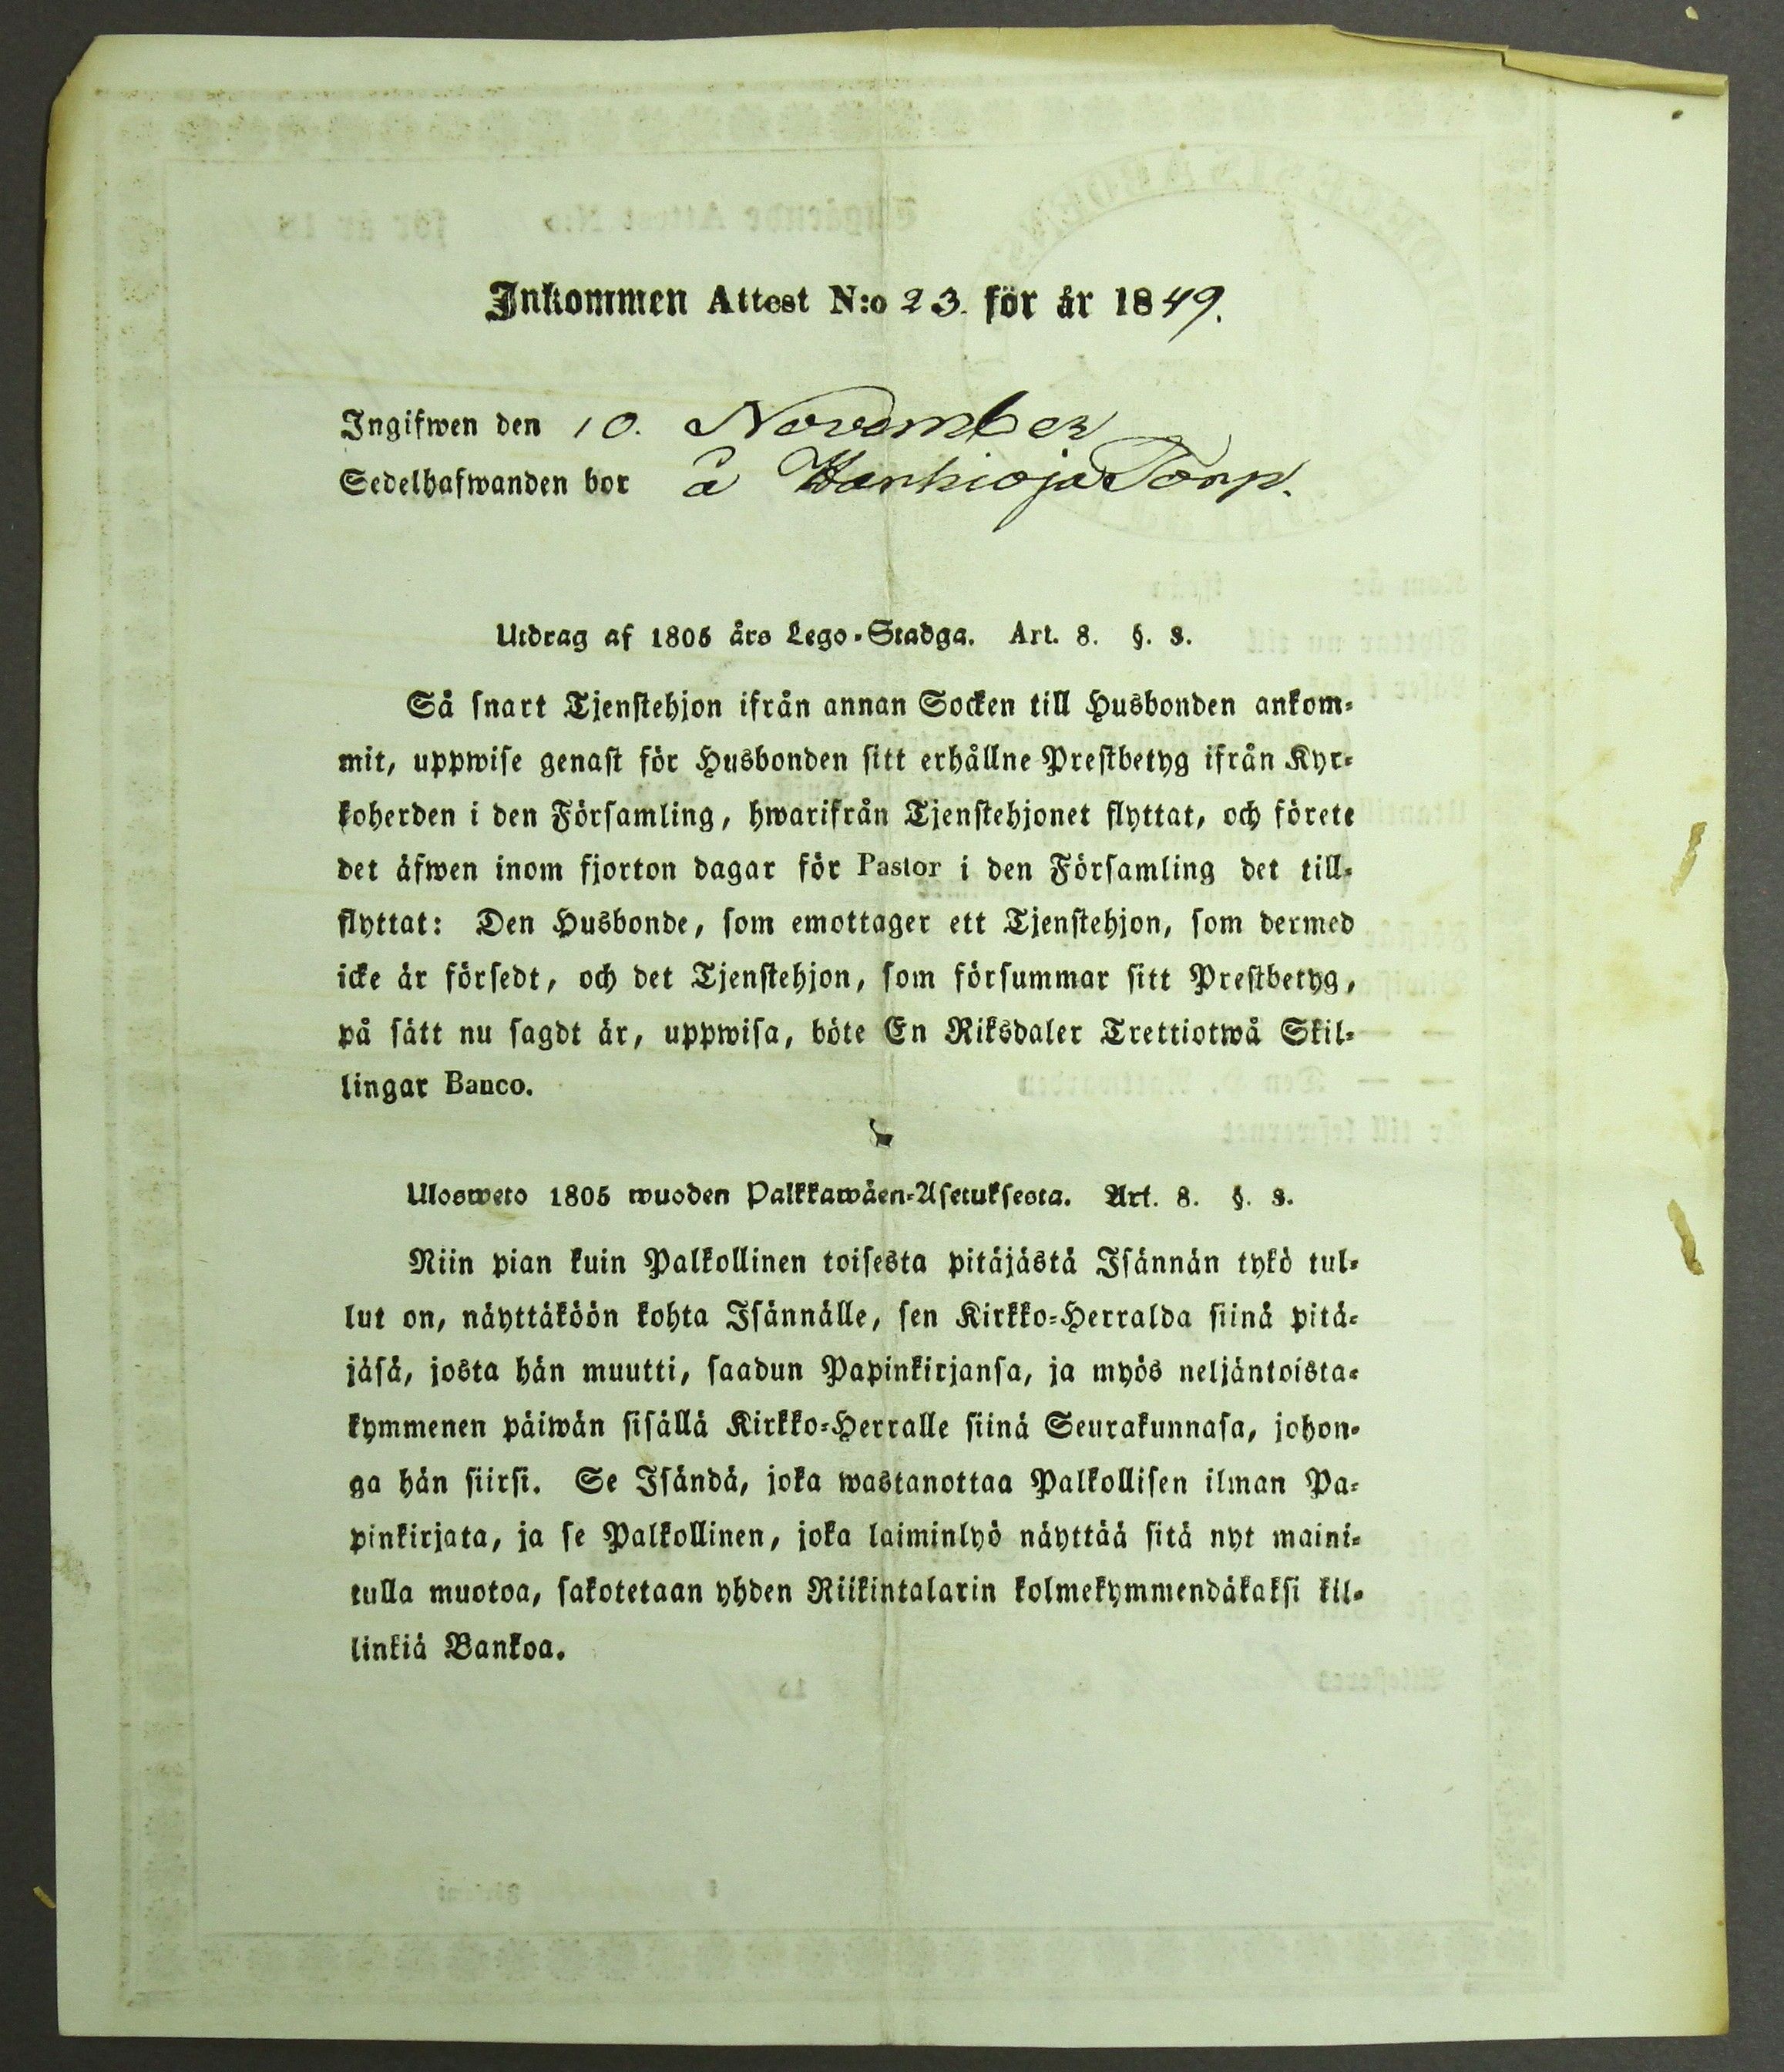 Inkommen Attest N:o 23. för år 1849.
Ingifwen den 10. November
Sedelhafwanden bor å Torp.
Utdrag af 1805 års Lego-Stadga. Art. 8. §. 3.
Så snart Tjenstehjon ifrån annan Socken till Husbonden ankom-
mit, uppwise genast för Husbonden sitt erhållne Prestbetyg ifrån Kyr-
koherden i den Församling, hwarifrån Tjenstehjonet flyttat, och förete
det äfwen inom fjorton dagar för Pastor i den Församling det till-
flyttat: Den Husbonde, som emottager ett Tjenstehjon, som dermed
icke är försedt, och det Tjenstehjon, som försummar sitt Prestbetyg,
på sätt nu sagdt är, uppwisa, böte En Riksdaler Trettiotwå Skil-
lingar Banco.
Ulosweto 1805 wuoden Palkkawäen-Asetuksesta. Art. 8. §. 3.
Niin pian kuin Palkollinen toisesta pitäjästä Isännän tykö tul-
lut on, näyttäköön kohta Isännälle, sen Kirkko-Herralda siinä pitä-
jäsä, josta hän muutti, saadun Papinkirjansa, ja myös neljäntoista-
kymmenen päiwän sisällä Kirkko-Herralle siinä Seurakunnasa, johon-
ga hän siirsi. Se Isändä, joka wastanottaa Palkollisen ilman Pa-
pinkirjata, ja se Palkollinen, joka laiminlyö näyttää sitä nyt maini-
tulla muotoa, sakotetaan yhden Riikintalarin kolmekymmendäkaksi kil-
linkiä Bankoa.